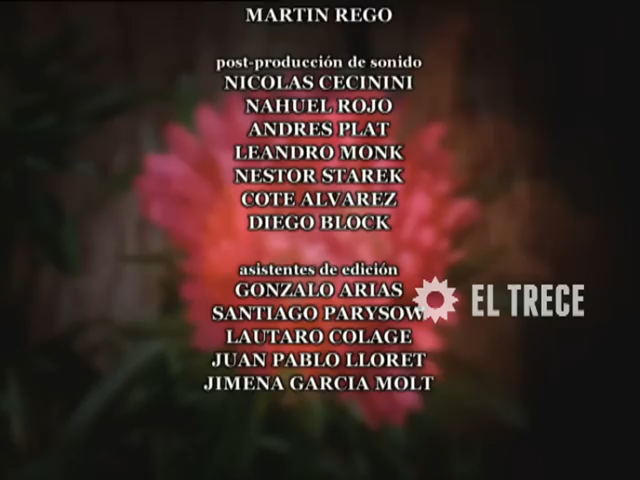 MARTIN REGO
post-producción de sonido
NICOLAS CECININI
NAHUEL ROJO
ANDRES PLAT
LEANDRO MONK
NESTOR STAREK
COTE ALVAREZ
DIEGO BLOCK
asistentes de edición
GONZALO ARIAS
SANTIAGO PARYSOW
LAUTARO COLAGE
JUAN PABLO LLORET
JIMENA GARCIA MOLT
EL TRECE